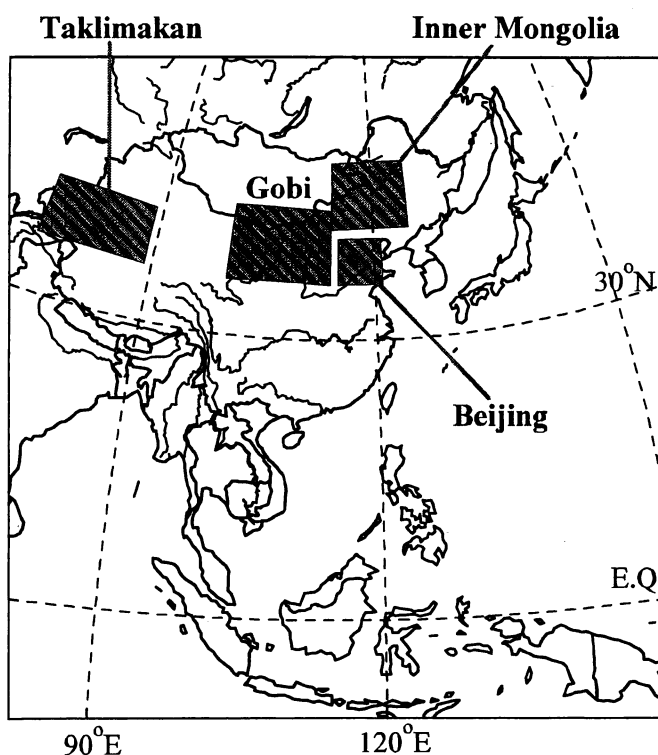 Taklimakan
Inner Mongolia
Gobi
30°N
Beijing
E.Q
90°E
120°E